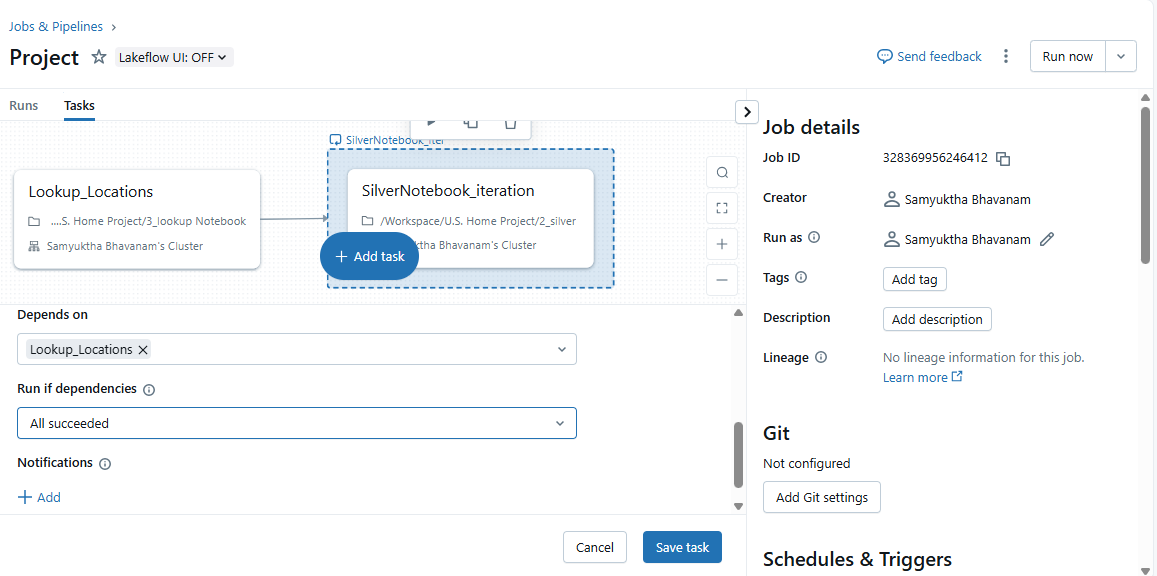 Jobs & Pipelines
Project Lakeflow UI: OFF
Send feedback
Run now
Runs Tasks
SilverNotebook_iter
Lookup_Locations
....S. Home Project/3_lookup Notebook
Samyuktha Bhavanam's Cluster
SilverNotebook_iteration
/Workspace/U.S. Home Project/2_silver
tha Bhavanam's Cluster
+ Add task
Depends on
Lookup_Locations
Run if dependencies
All succeeded
Notifications
+ Add
Cancel Save task
Job details
Job ID 328369956246412
Creator Samyuktha Bhavanam
Run as Samyuktha Bhavanam
Tags Add tag
Description Add description
Lineage No lineage information for this job.
Learn more
Git
Not configured
Add Git settings
Schedules & Triggers